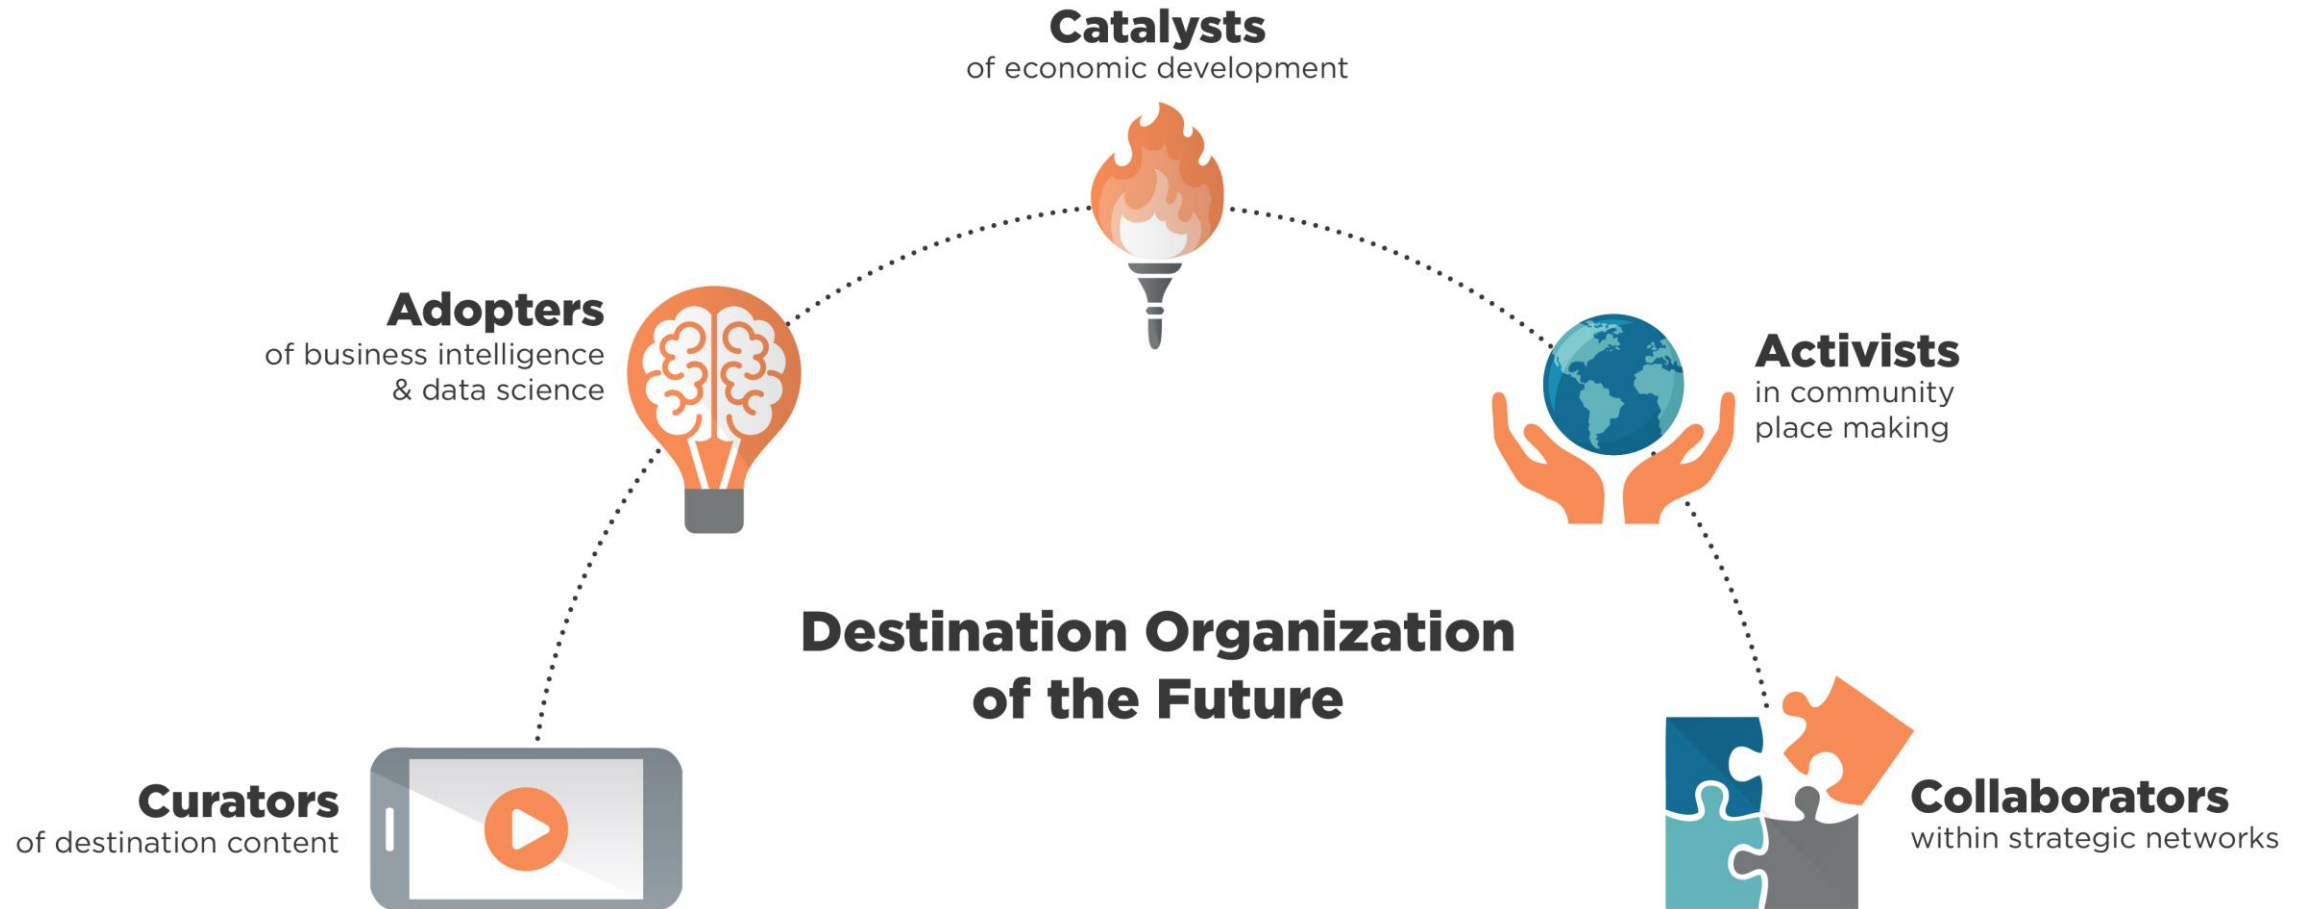 Catalysts
of economic development
Adopters
of business intelligence
& data science
Activists
in community
place making
Destination Organization
of the Future
Curators
of destination content
Collaborators
within strategic networks